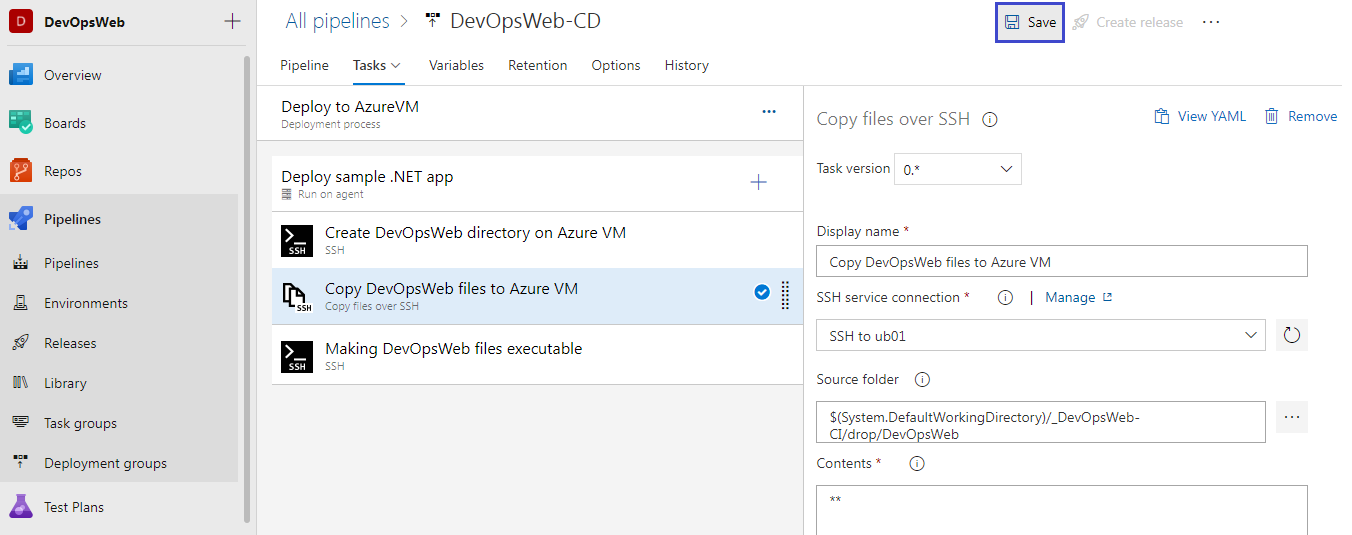 D DevOpsWeb
All pipelines > DevOpsWeb-CD
Save
Create release
Overview
Boards
Repos
Pipelines
Pipelines
Environments
Releases
Library
Task groups
Deployment groups
Test Plans
Pipeline Tasks Variables Retention Options History
Deploy to AzureVM
Deployment process
Deploy sample .NET app
Run on agent
Create DevOpsWeb directory on Azure VM
SSH
SSH
Copy DevOpsWeb files to Azure VM
SSH
Copy files over SSH
Making DevOpsWeb files executable
SSH
SSH
Copy files over SSH
View YAML Remove
Task version 0.*
Display name *
Copy DevOpsWeb files to Azure VM
SSH service connection * | Manage
SSH to ub01
Source folder
$(System.DefaultWorkingDirectory)/_DevOpsWeb-
CI/drop/DevOpsWeb
Contents *
**